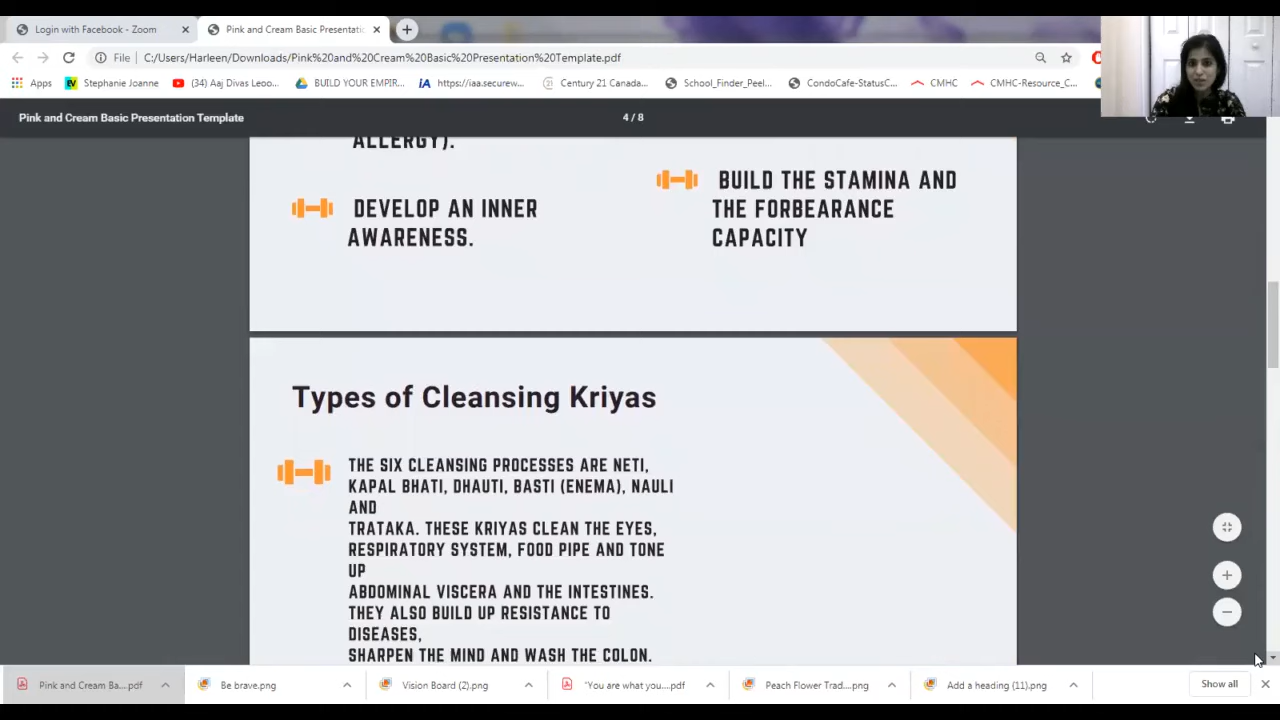 Login with Facebook - Zoom
Pink and Cream Basic Presentatic
File
C:/Users/Harleen/Downloads/Pink%20and%20Cream%20Basic%20Presentation%20Template.pdf
Apps
Stephanie Joanne
(34) Aaj Divas Leoo...
BUILD YOUR EMPIR...
iA
https://iaa.securew...
Century 21 Canada...
School_Finder_Peel...
CondoCafe-StatusC...
CMHC
CMHC-Resource_C...
Pink and Cream Basic Presentation Template
4 / 8
ALLERGY).
DEVELOP AN INNER
AWARENESS.
BUILD THE STAMINA AND
THE FORBEARANCE
CAPACITY
Types of Cleansing Kriyas
THE SIX CLEANSING PROCESSES ARE NETI,
KAPAL BHATI, DHAUTI, BASTI (ENEMA), NAULI
AND
TRATAKA. THESE KRIYAS CLEAN THE EYES,
RESPIRATORY SYSTEM, FOOD PIPE AND TONE
UP
ABDOMINAL VISCERA AND THE INTESTINES.
THEY ALSO BUILD UP RESISTANCE TO
DISEASES,
SHARPEN THE MIND AND WASH THE COLON.
Pink and Cream Ba....pdf
Be brave.png
Vision Board (2).png
"You are what you....pdf
Peach Flower Trad....png
Add a heading (11).png
Show all